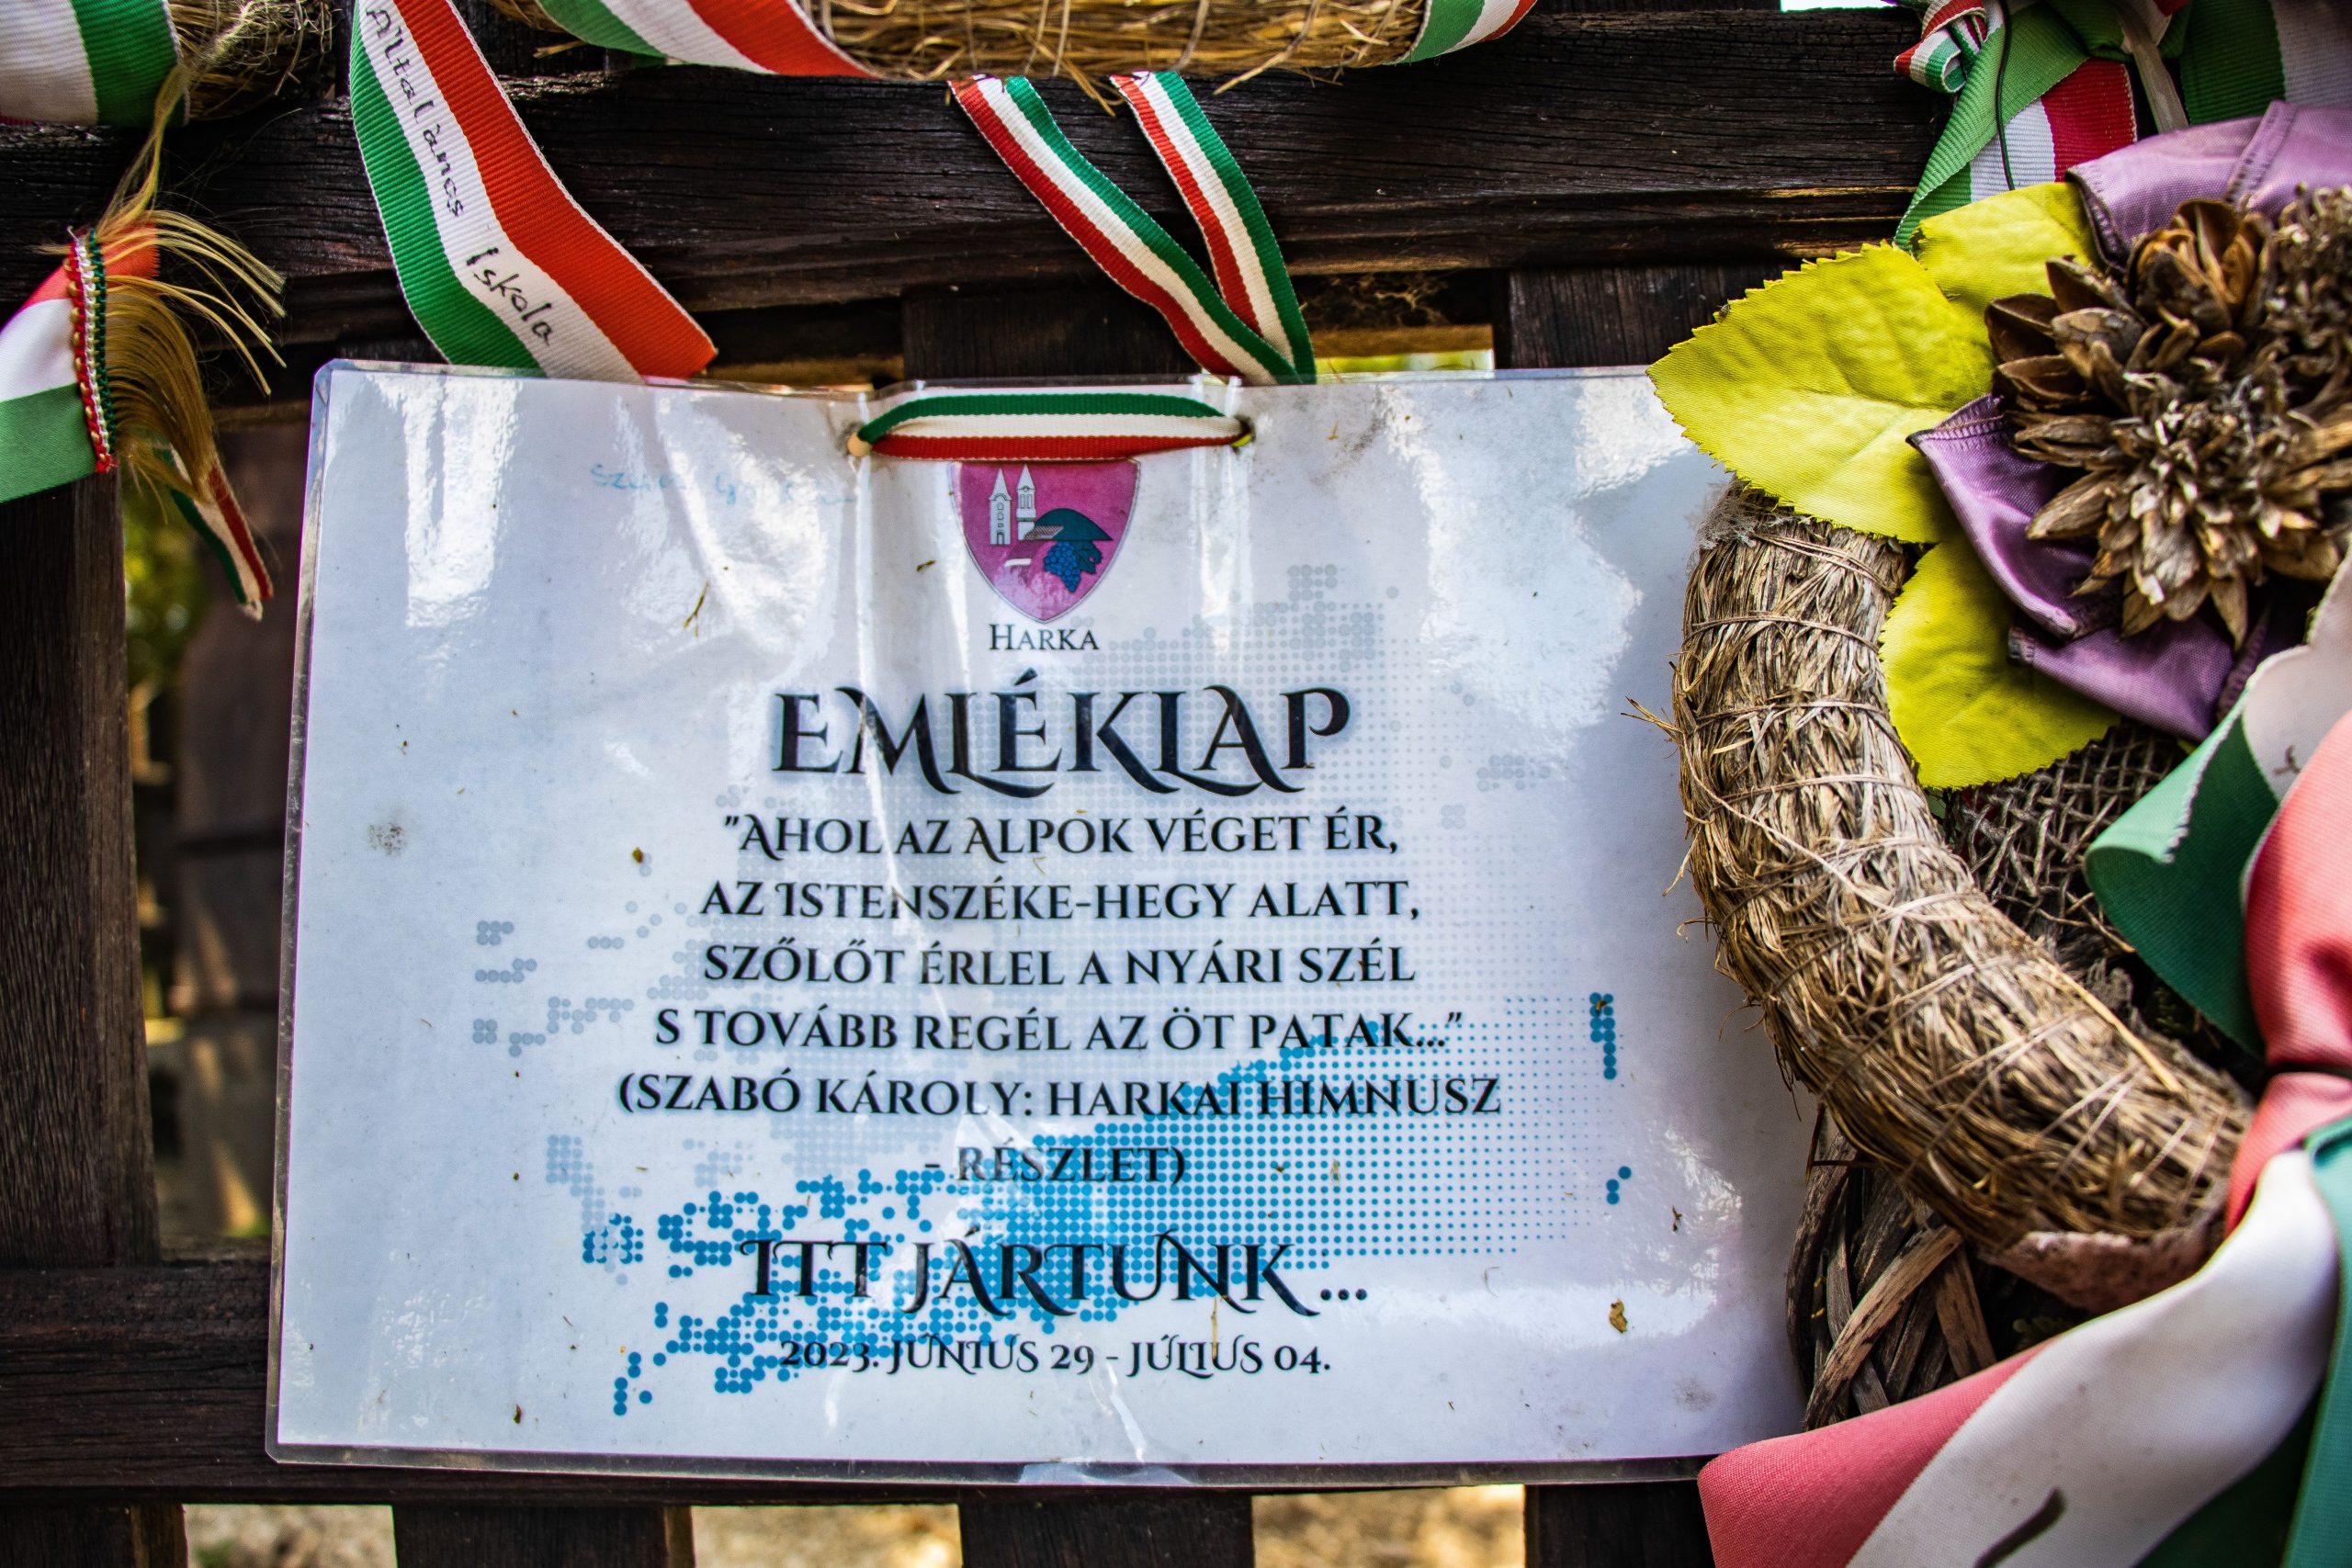 Általános Iskola
HARKA
EMLÉKLAP
"AHOL AZ ALPOK VÉGET ÉR,
AZ ISTENSZÉKE-HEGY ALATT,
SZŐLŐT ÉRLEL A NYÁRI SZÉL
S TOVÁBB REGÉL AZ ÖT PATAK..."
(SZABÓ KÁROLY: HARKAI HIMNUSZ
- RÉSZLET)
ITT JÁRTUNK...
2023. JÚNIUS 29 - JÚLIUS 04.